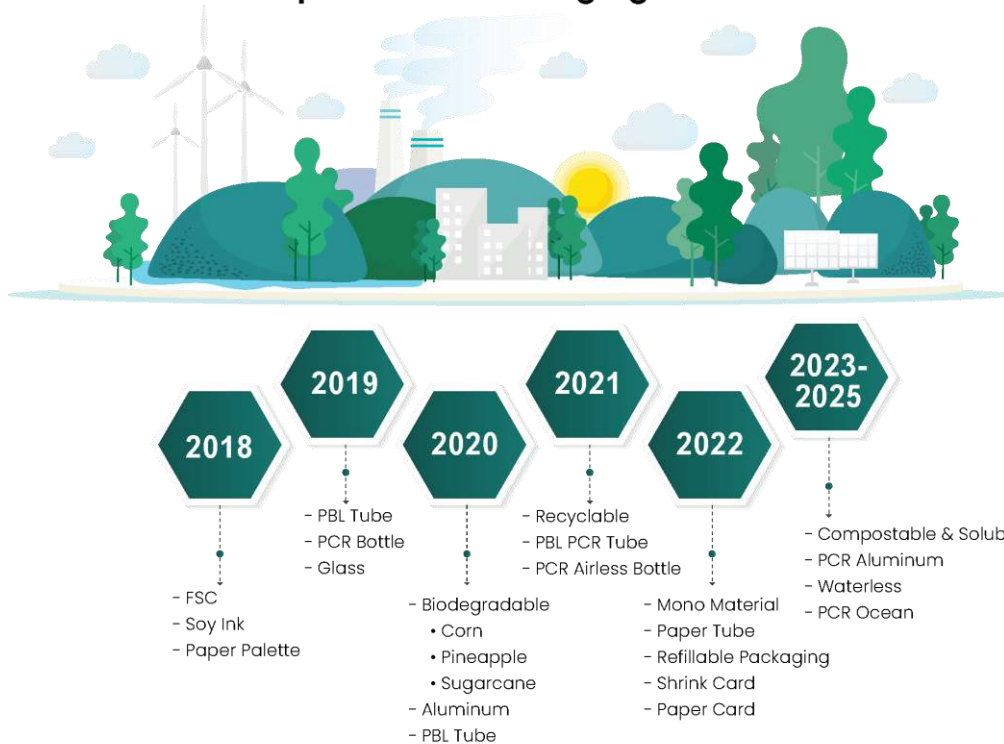 2018
- FSC
- Soy Ink
- Paper Palette
2019
- PBL Tube
- PCR Bottle
- Glass
2020
- Biodegradable
• Corn
• Pineapple
• Sugarcane
- Aluminum
- PBL Tube
2021
- Recyclable
- PBL PCR Tube
- PCR Airless Bottle
2022
- Mono Material
- Paper Tube
- Refillable Packaging
- Shrink Card
- Paper Card
2023-
2025
- Compostable & Solub
- PCR Aluminum
- Waterless
- PCR Ocean